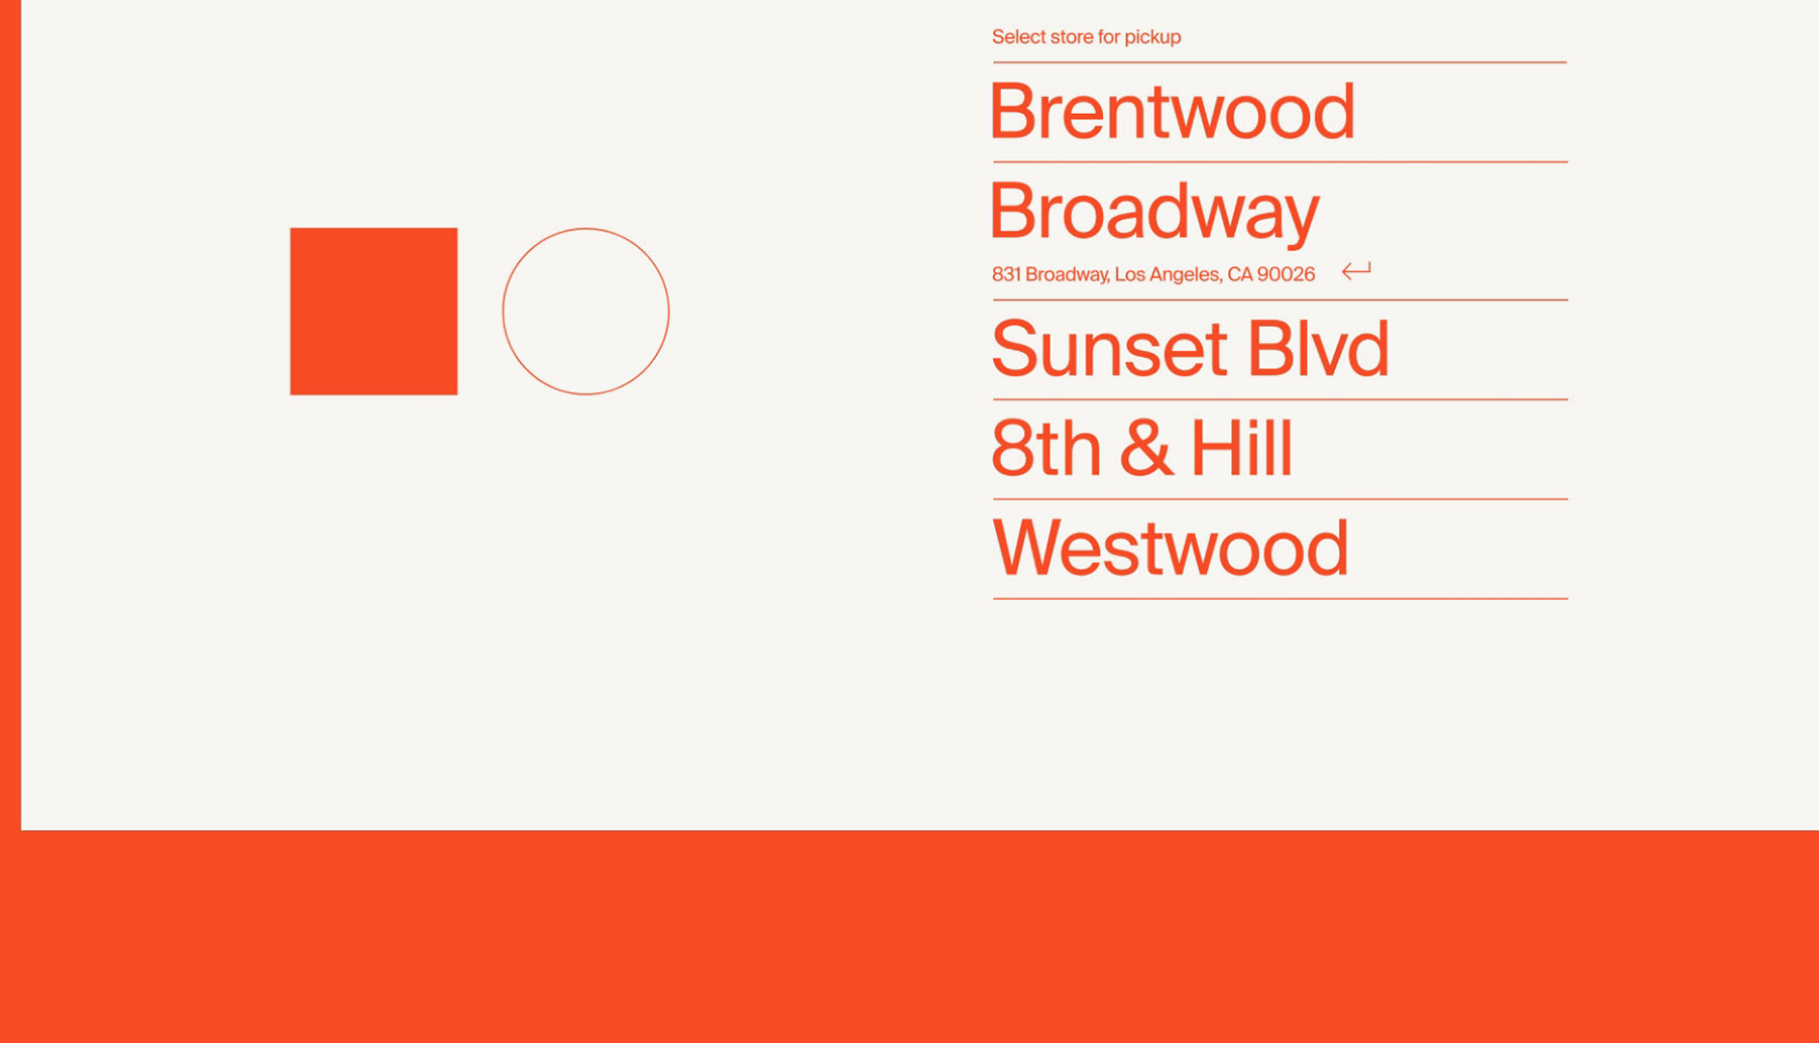 Select store for pickup
Brentwood
Broadway
831 Broadway, Los Angeles, CA 90026
Sunset Blvd
8th & Hill
Westwood